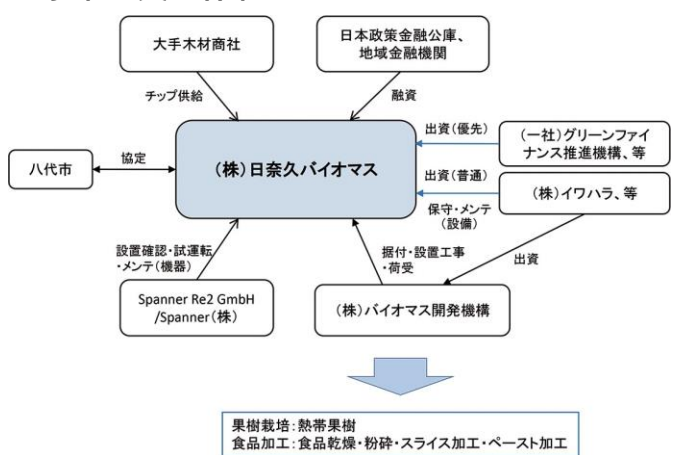 大手木材商社
日本政策金融公庫、
地域金融機関
チップ供給
融資
出資(優先)
(一社)グリーンファイ
ナンス推進機構、等
八代市
協定
(株)日奈久バイオマス
出資(普通)
(株)イワハラ、等
保守・メンテ
(設備)
設置確認・試運転
・メンテ(機器)
据付・設置工事
・荷受
出資
Spanner Re2 GmbH
/Spanner(株)
(株)バイオマス開発機構
果樹栽培:熱帯果樹
食品加工:食品乾燥・粉砕・スライス加工・ペースト加工